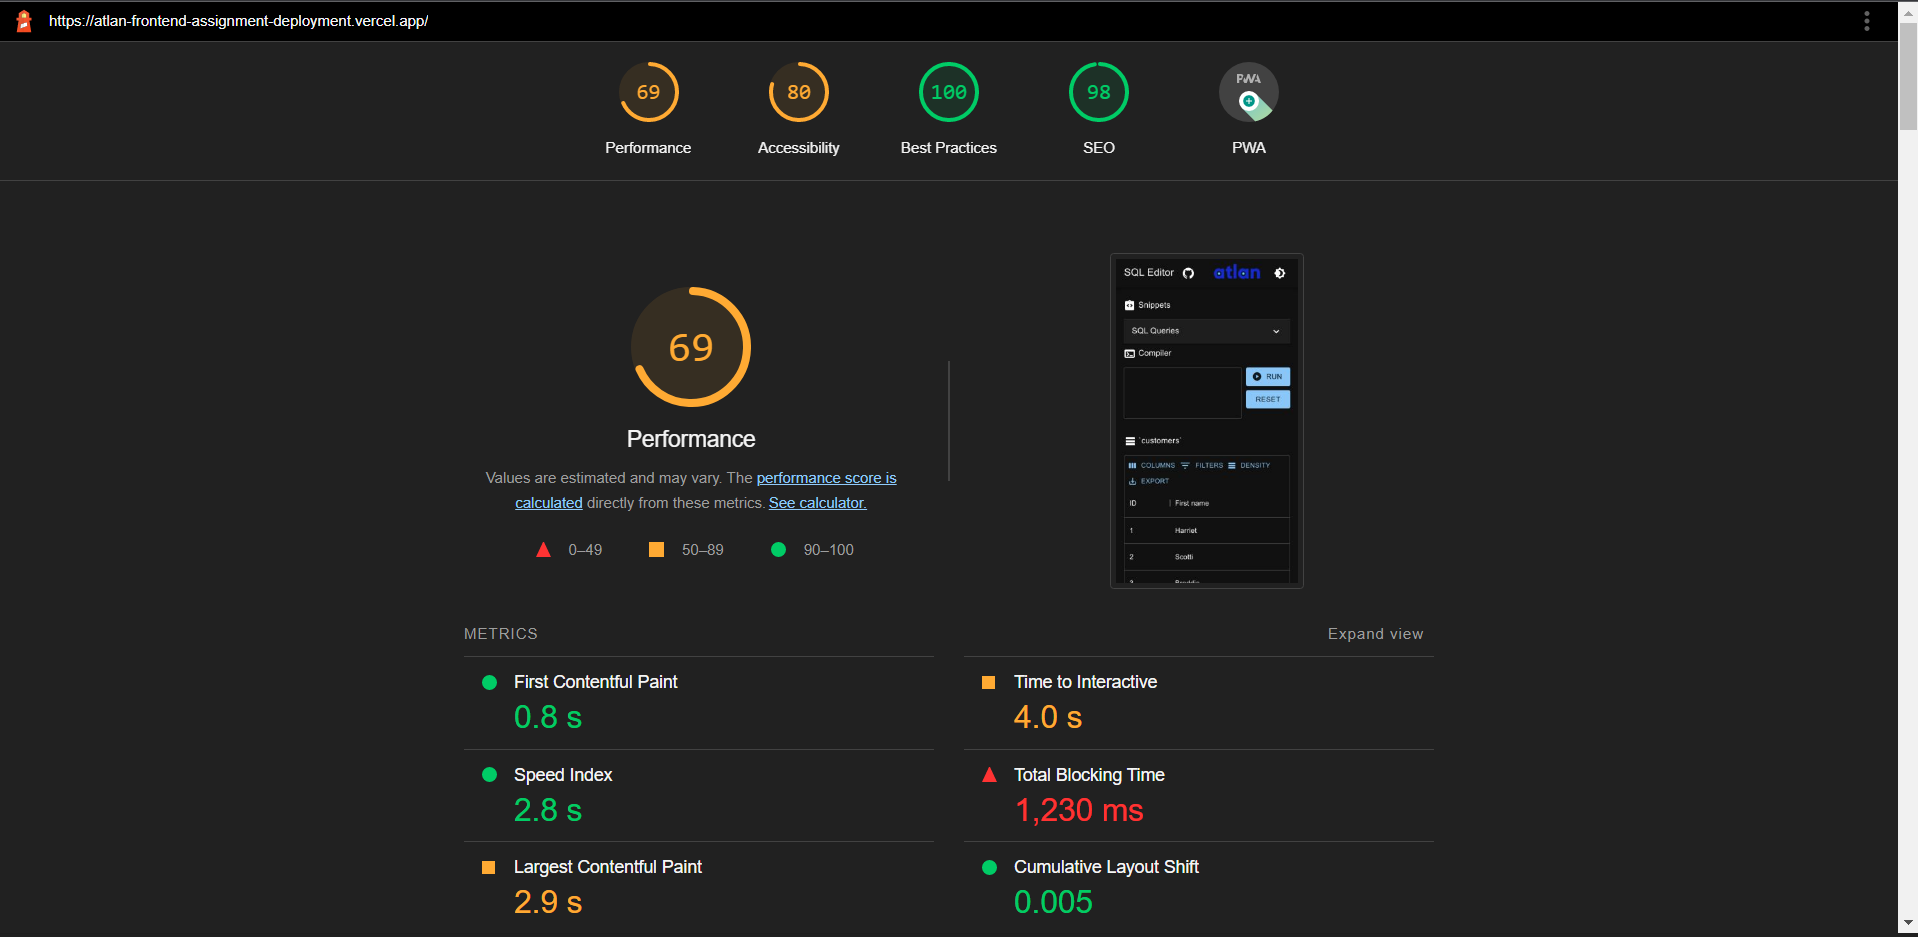 https://atlan-frontend-assignment-deployment.vercel.app/
69
80
100
98
PWA
Performance
Accessibility
Best Practices
SEO
PWA
69
Performance
Values are estimated and may vary. The performance score is
calculated directly from these metrics. See calculator.
0–49
50–89
90–100
SQL Editor
atlan
Snippets
SQL Queries
Compiler
RUN
RESET
`customers`
COLUMNS FILTERS DENSITY
EXPORT
ID First name
1 Harriet
2 Scotti
METRICS
Expand view
First Contentful Paint
0.8 s
Time to Interactive
4.0 s
Speed Index
2.8 s
Total Blocking Time
1,230 ms
Largest Contentful Paint
2.9 s
Cumulative Layout Shift
0.005